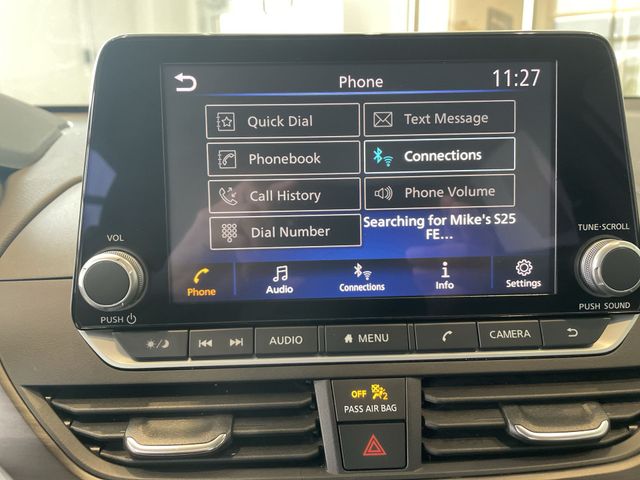 Phone
11:27
Quick Dial
Text Message
Phonebook
Connections
Call History
Phone Volume
Dial Number
Searching for Mike's S25
FE...
Phone
Audio
Connections
Info
Settings
VOL
PUSH
TUNE·SCROLL
PUSH SOUND
AUDIO
MENU
CAMERA
OFF
2
PASS AIR BAG